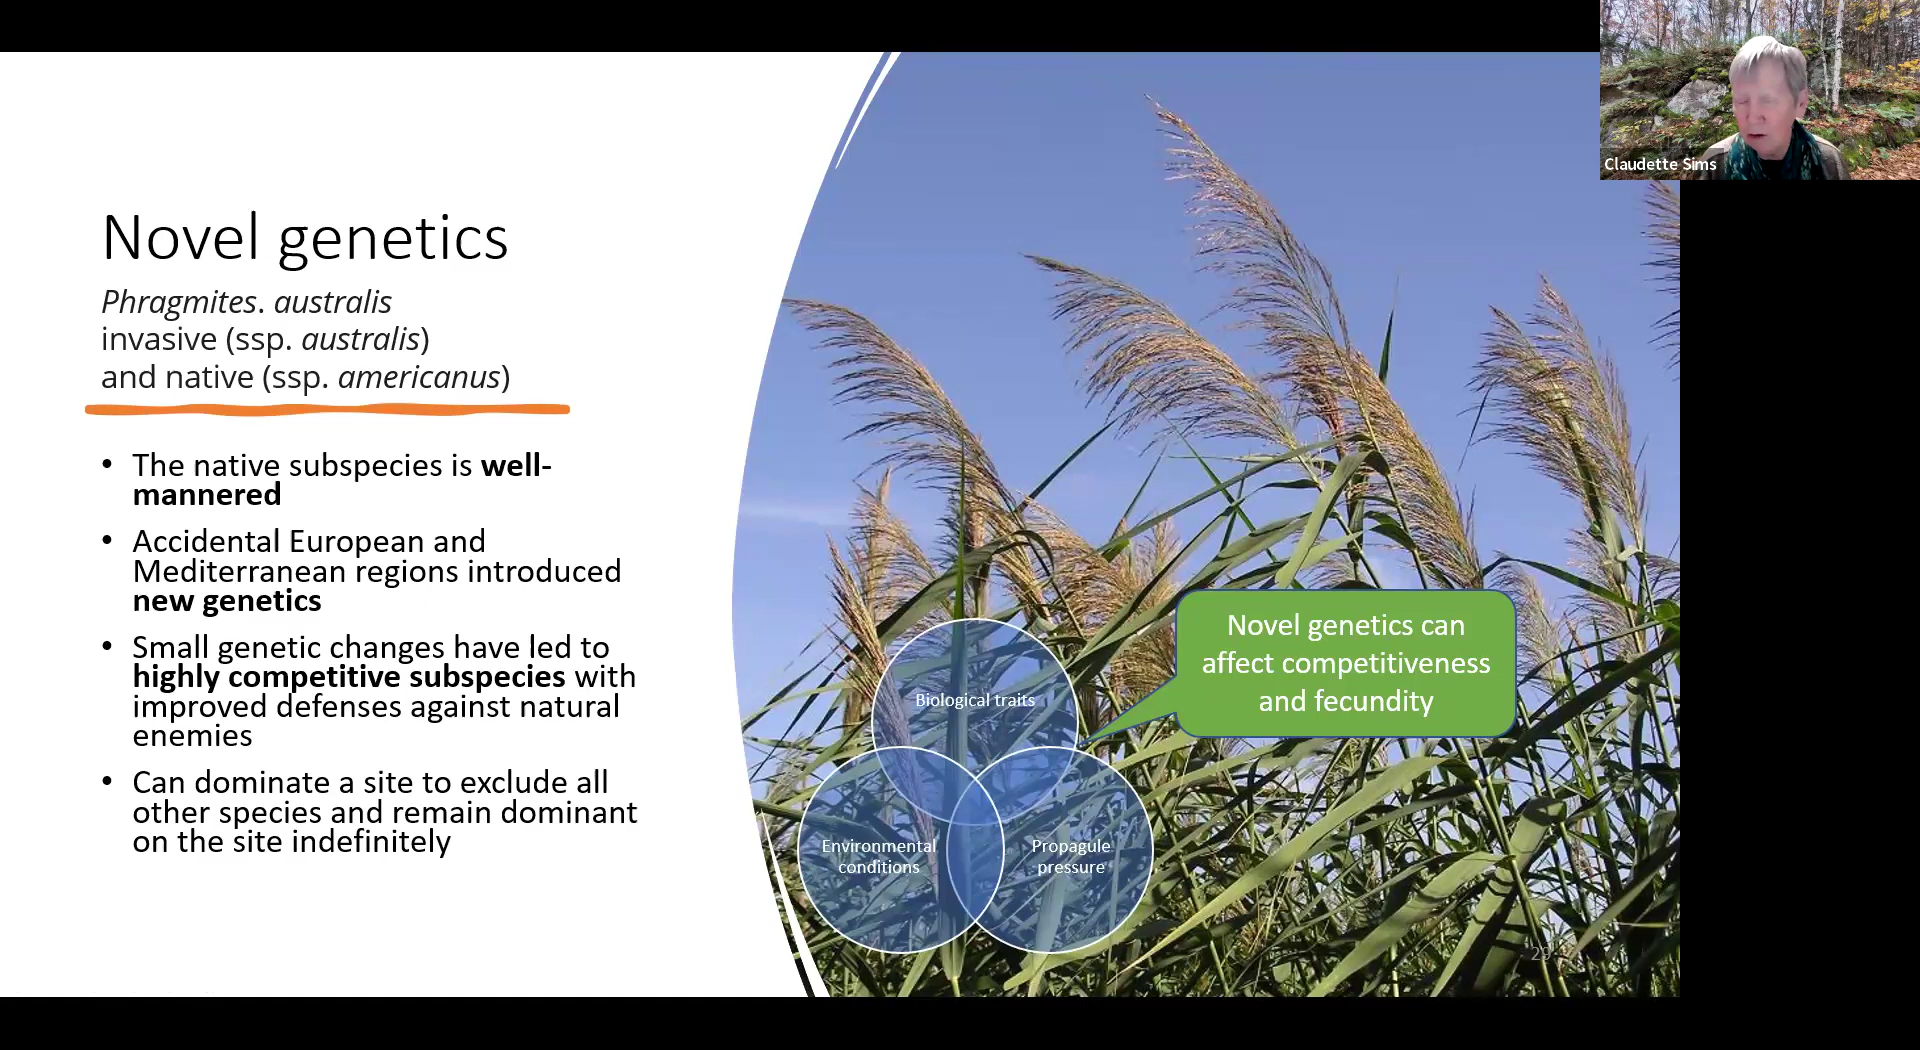 Claudette Sims
Novel genetics
Phragmites. australis
invasive (ssp. australis)
and native (ssp. americanus)
• The native subspecies is well-
mannered
• Accidental European and
Mediterranean regions introduced
new genetics
• Small genetic changes have led to
highly competitive subspecies with
improved defenses against natural
enemies
• Can dominate a site to exclude all
other species and remain dominant
on the site indefinitely
Novel genetics can
affect competitiveness
and fecundity
Biological traits
Environmental
conditions
Propagule
pressure